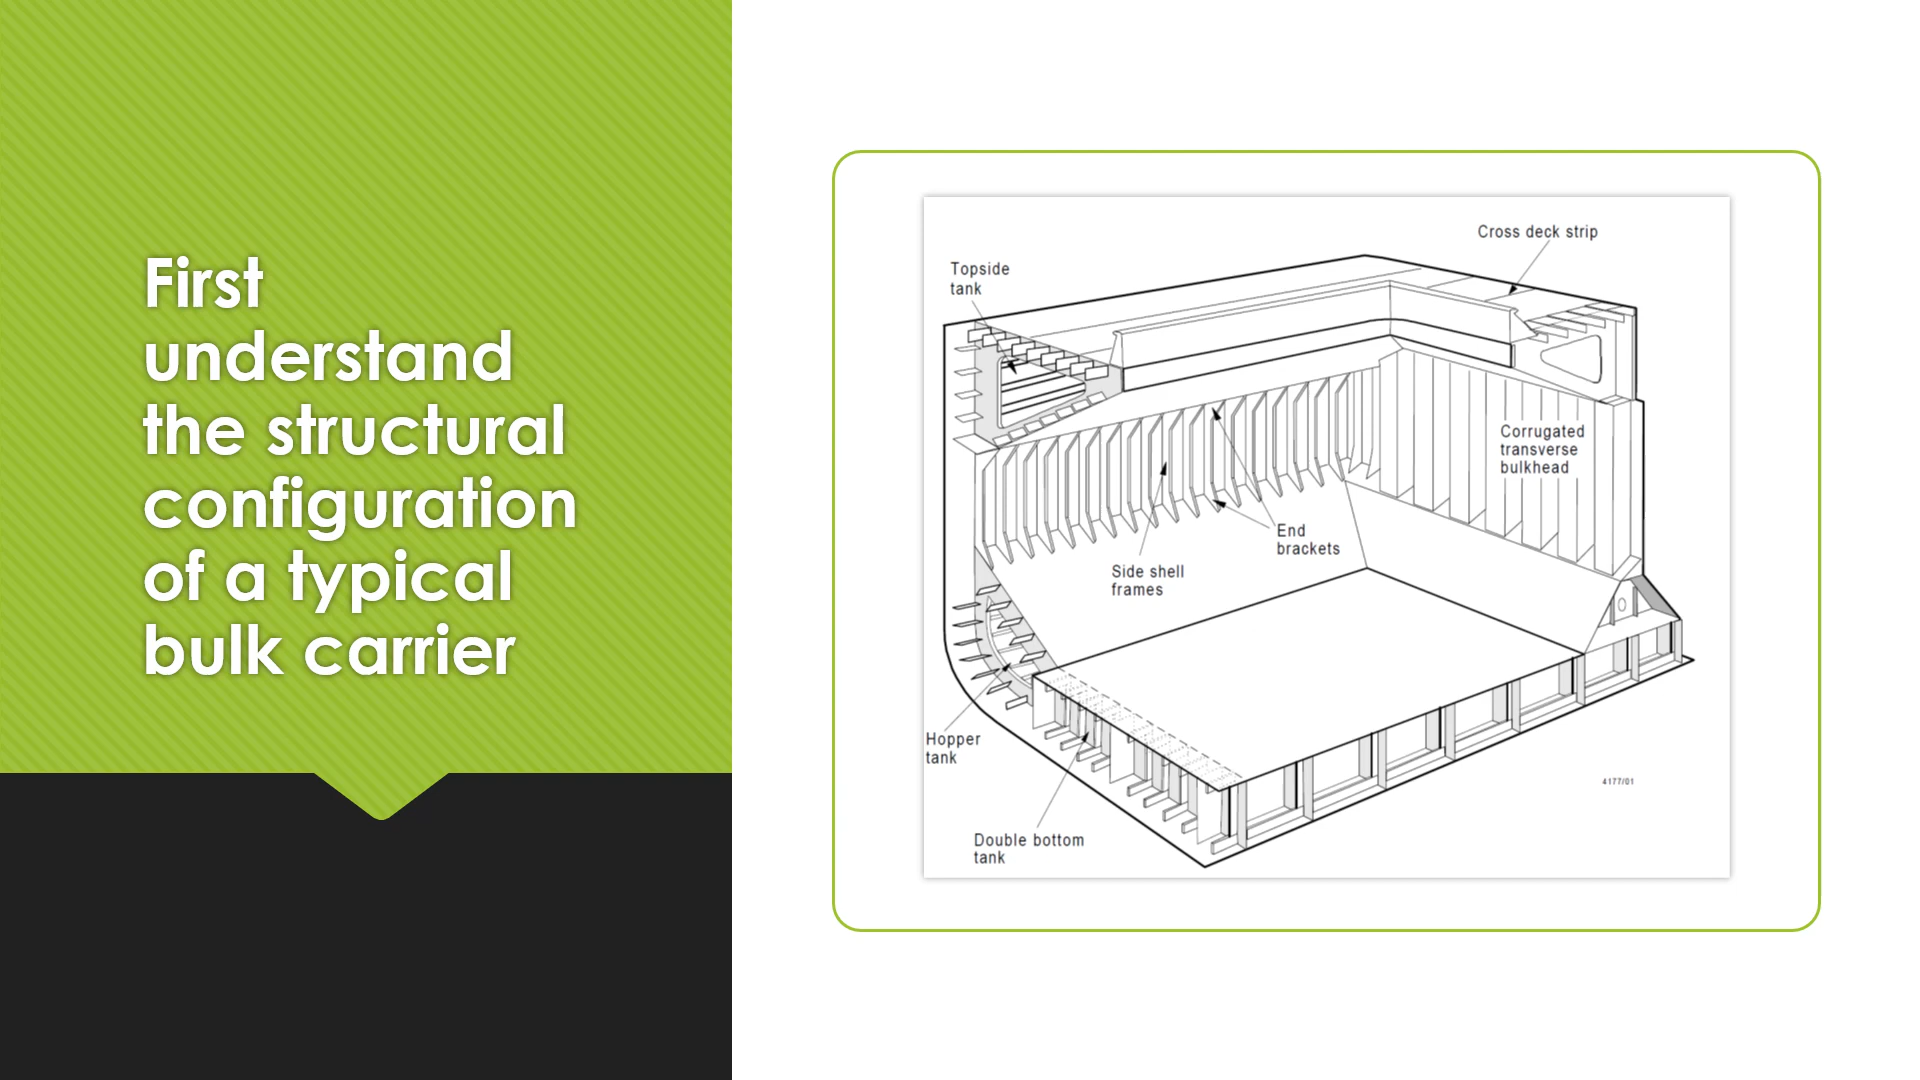 First
understand
the structural
configuration
of a typical
bulk carrier
Cross deck strip
Topside
tank
Corrugated
transverse
bulkhead
End
brackets
Side shell
frames
Hopper
tank
4177/01
Double bottom
tank